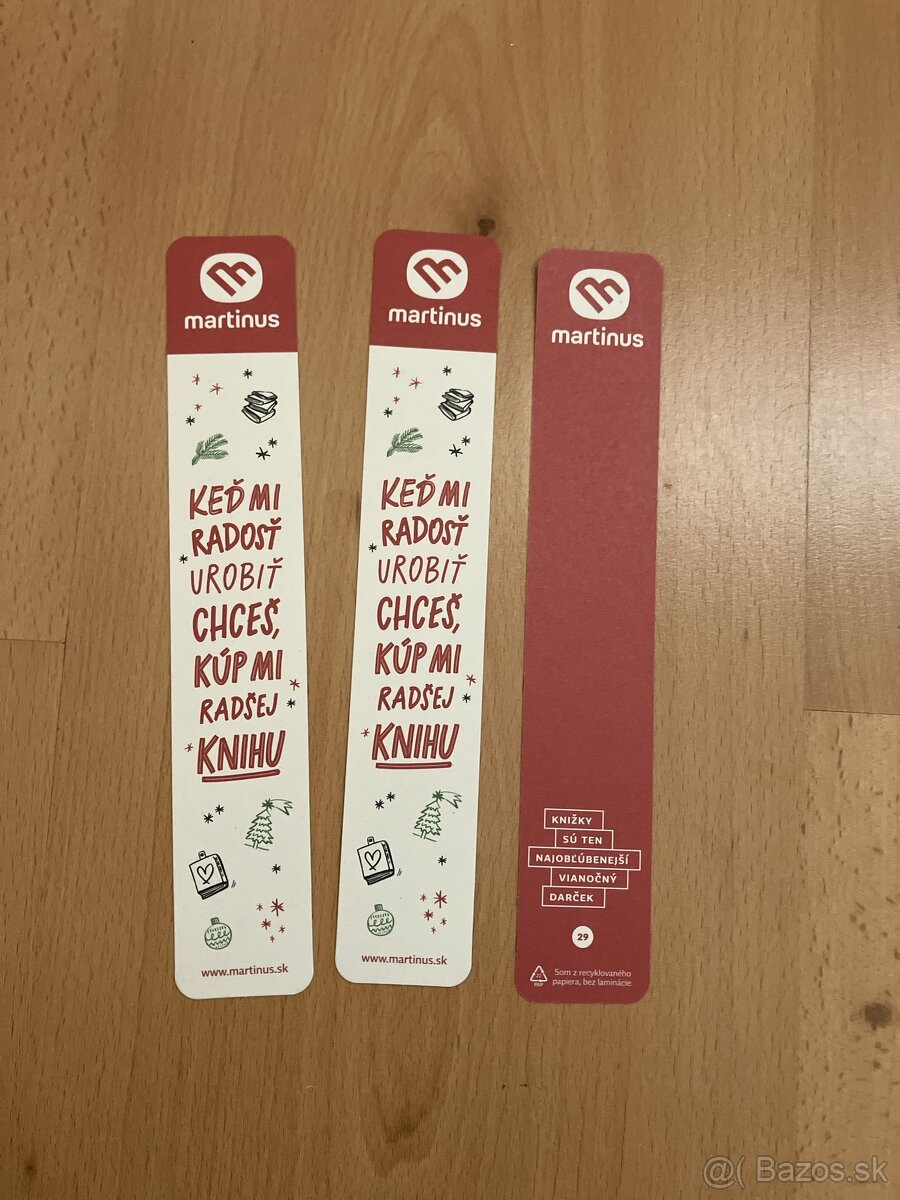 martinus
KEĎ MI
RADOSŤ
UROBIŤ
CHCEŠ,
KÚP MI
RADŠEJ
KNIHU
www.martinus.sk
martinus
KEĎ MI
RADOSŤ
UROBIŤ
CHCEŠ,
KÚP MI
RADŠEJ
KNIHU
www.martinus.sk
martinus
KNIŽKY
SÚ TEN
NAJOBĽÚBENEJŠÍ
VIANOČNÝ
DARČEK
29
22
PAP
Som z recyklovaného
papiera, bez laminácie.
@( Bazos.sk